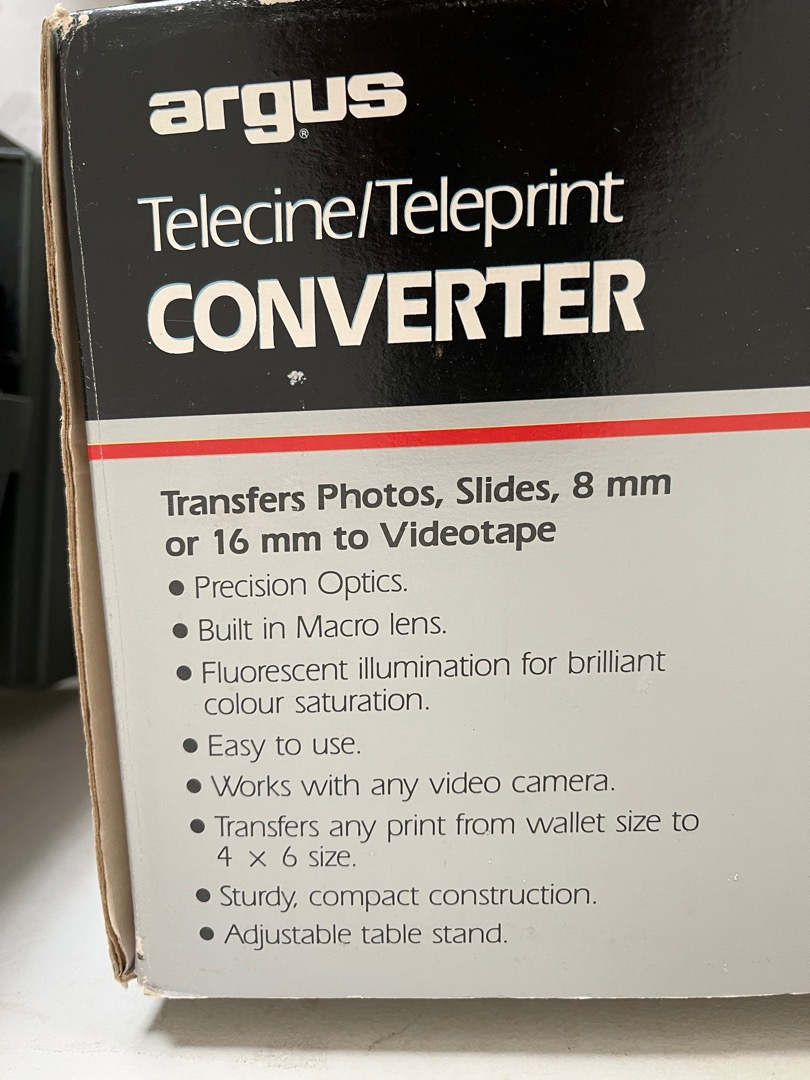 argus®
Telecine/Teleprint
CONVERTER
Transfers Photos, Slides, 8 mm
or 16 mm to Videotape
• Precision Optics.
• Built in Macro lens.
• Fluorescent illumination for brilliant
colour saturation.
• Easy to use.
• Works with any video camera.
• Transfers any print from wallet size to
4 × 6 size.
• Sturdy, compact construction.
• Adjustable table stand.